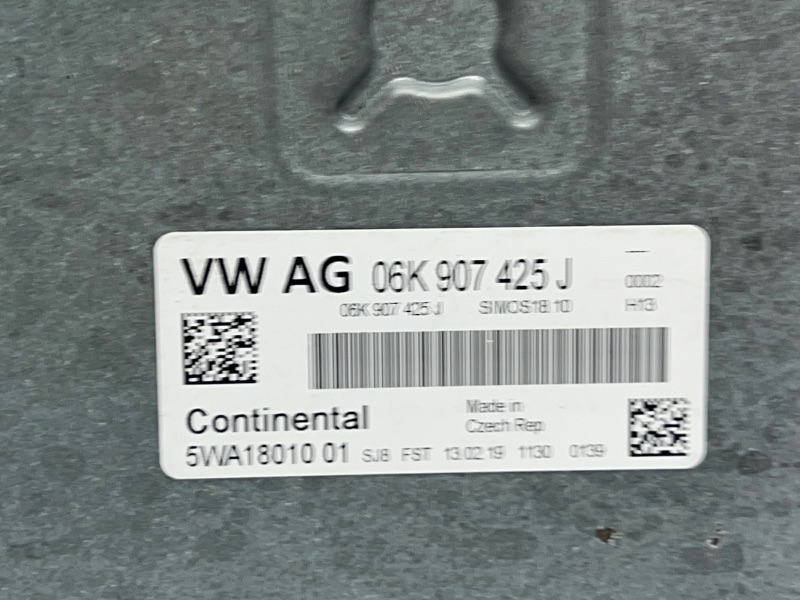 VW AG 06K 907 425 J 0002
06K 907 425 J SIMOS18.10 H13
Continental
Made in
Czech Rep.
5WA18010 01 SJ8 FST 13.02.19 1130 0139